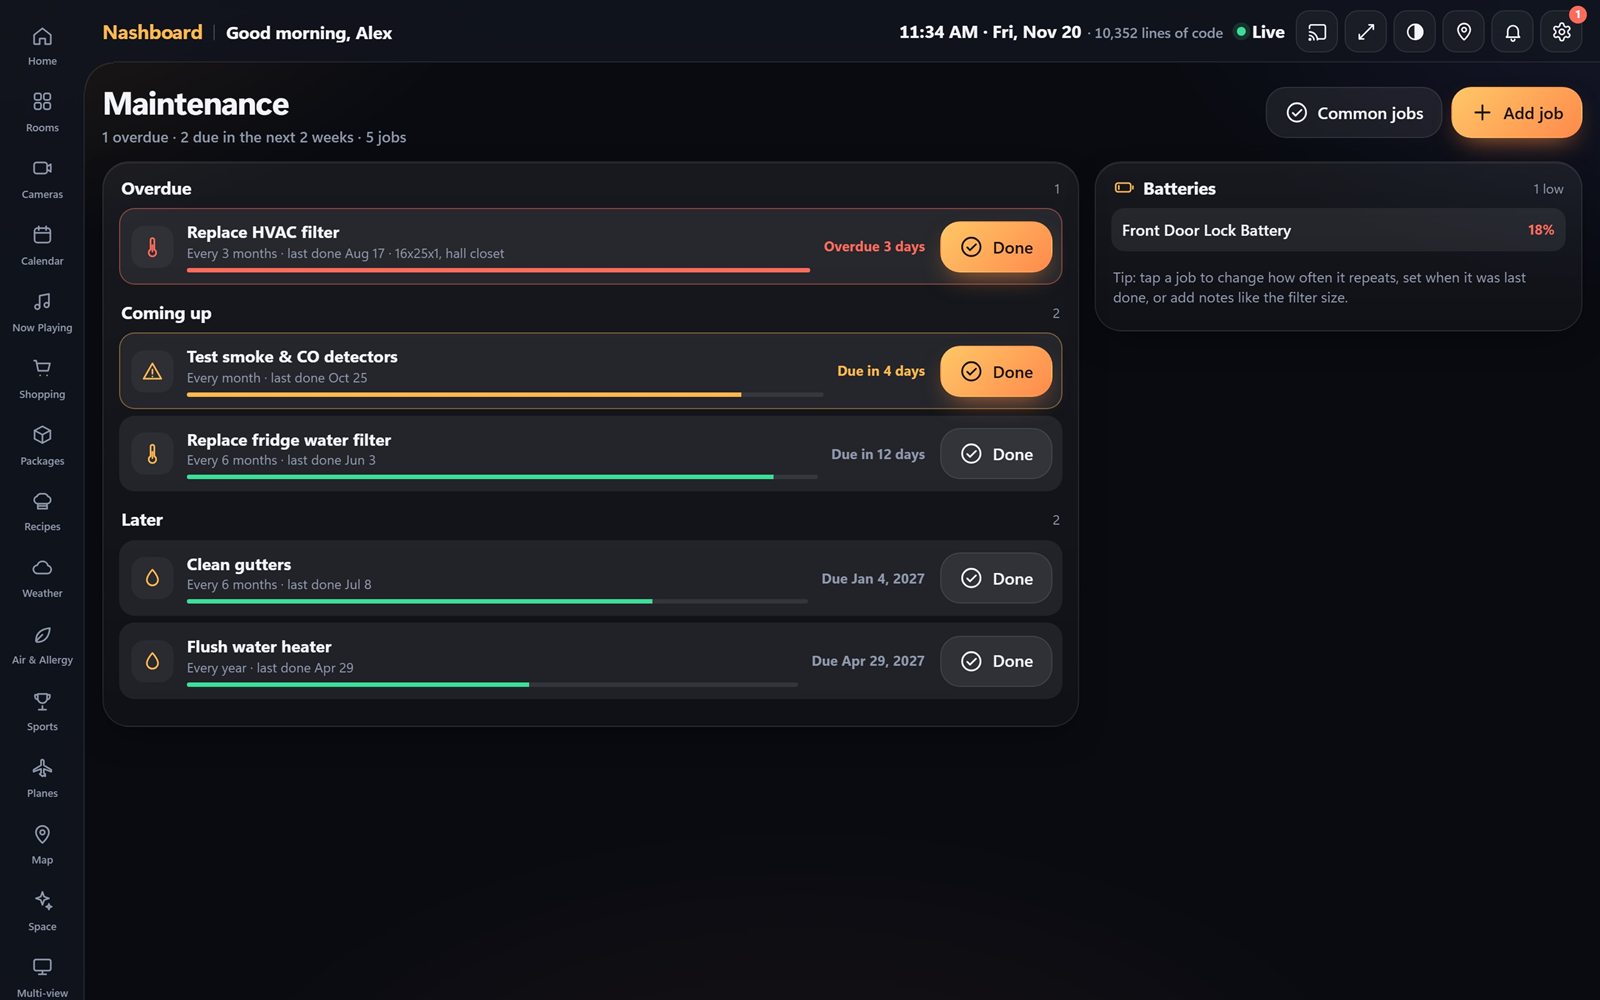 Nashboard
Good morning, Alex
11:34 AM · Fri, Nov 20 · 10,352 lines of code
Live
1
Home
Rooms
Cameras
Calendar
Now Playing
Shopping
Packages
Recipes
Weather
Air & Allergy
Sports
Planes
Map
Space
Multi-view
Maintenance
1 overdue · 2 due in the next 2 weeks · 5 jobs
Common jobs
Add job
Overdue
1
Replace HVAC filter
Every 3 months · last done Aug 17 · 16x25x1, hall closet
Overdue 3 days
Done
Coming up
2
Test smoke & CO detectors
Every month · last done Oct 25
Due in 4 days
Done
Replace fridge water filter
Every 6 months · last done Jun 3
Due in 12 days
Done
Later
2
Clean gutters
Every 6 months · last done Jul 8
Due Jan 4, 2027
Done
Flush water heater
Every year · last done Apr 29
Due Apr 29, 2027
Done
Batteries
1 low
Front Door Lock Battery
18%
Tip: tap a job to change how often it repeats, set when it was last
done, or add notes like the filter size.